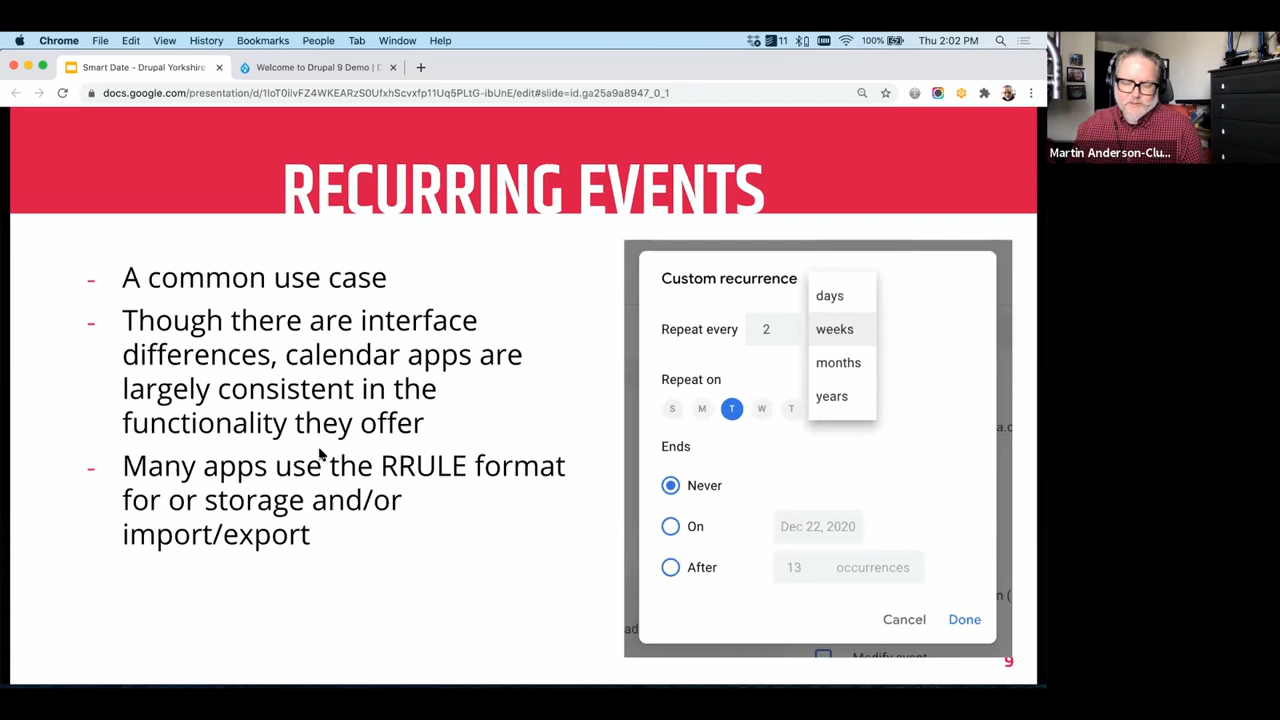 Chrome File Edit View History Bookmarks People Tab Window Help 11 100% Thu 2:02 PM
Smart Date – Drupal Yorkshire Welcome to Drupal 9 Demo |
docs.google.com/presentation/d/1IoT0iivFZ4WKEARzS0UfxhScvxfp11Uq5PLtG-ibUnE/edit#slide=id.ga25a9a8947_0_1
Martin Anderson-Clu...
RECURRING EVENTS
- A common use case
- Though there are interface
differences, calendar apps are
largely consistent in the
functionality they offer
- Many apps use the RRULE format
for or storage and/or
import/export
Custom recurrence
days
Repeat every 2 weeks
months
Repeat on
years
S M T W T
Ends
Never
On Dec 22, 2020
After 13 occurrences
Cancel Done
Modify event
9